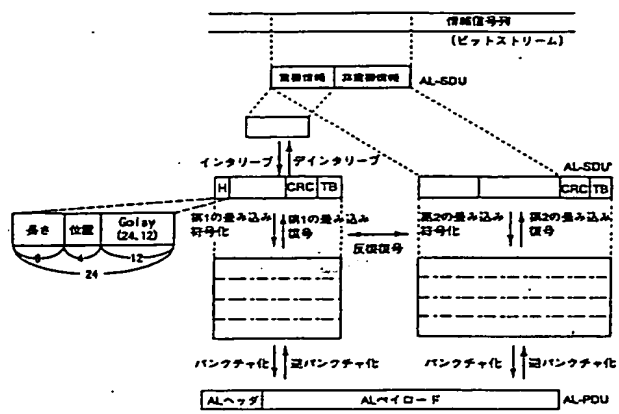 情報信号列
(ビットストリーム)
重要情報
非重要情報
AL-SDU
インタリーブ
デインタリーブ
AL-SDU'
H
CRC
TB
CRC
TB
長さ
位置
Golay
(24,12)
8
4
12
24
第1の畳み込み
符号化
第1の畳み込み
復号
反復復号
第2の畳み込み
符号化
第2の畳み込み
復号
パンクチャ化
逆パンクチャ化
パンクチャ化
逆パンクチャ化
ALヘッダ
ALペイロード
AL-PDU